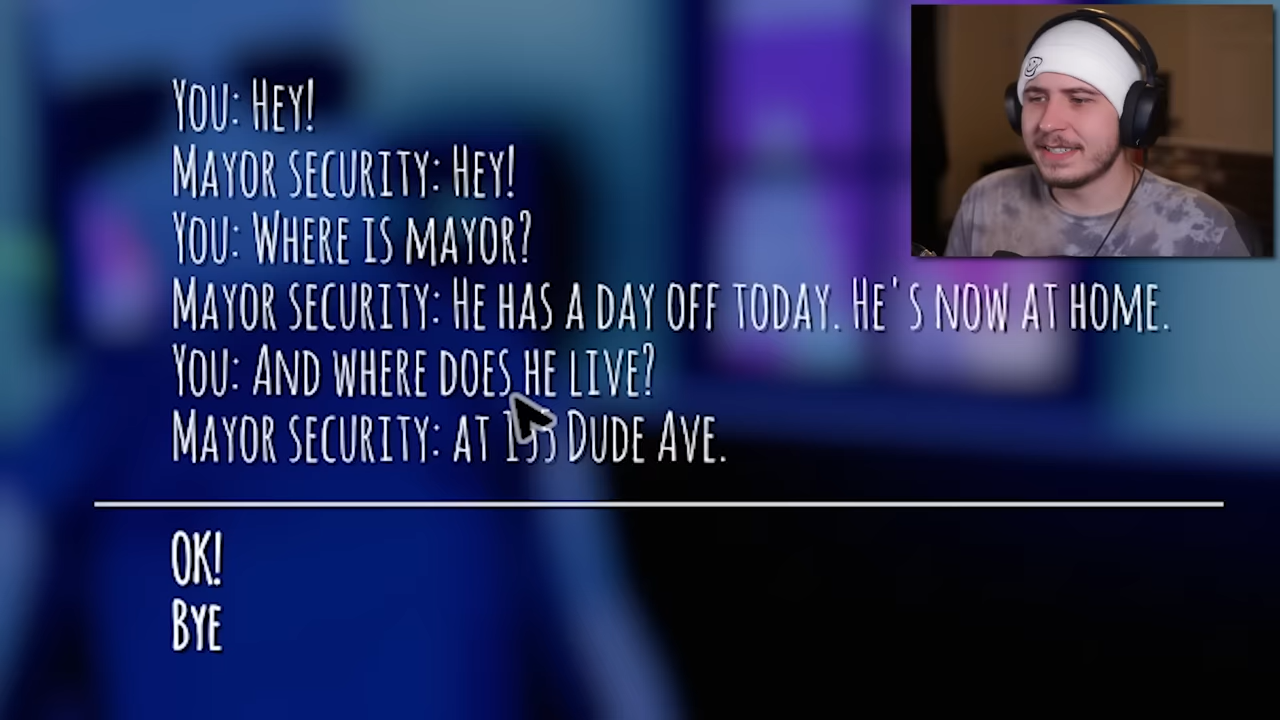 You: Hey!
Mayor security: Hey!
You: Where is mayor?
Mayor security: He has a day off today. He's now at home.
You: And where does he live?
Mayor security: at Dude Ave.
OK!
Bye